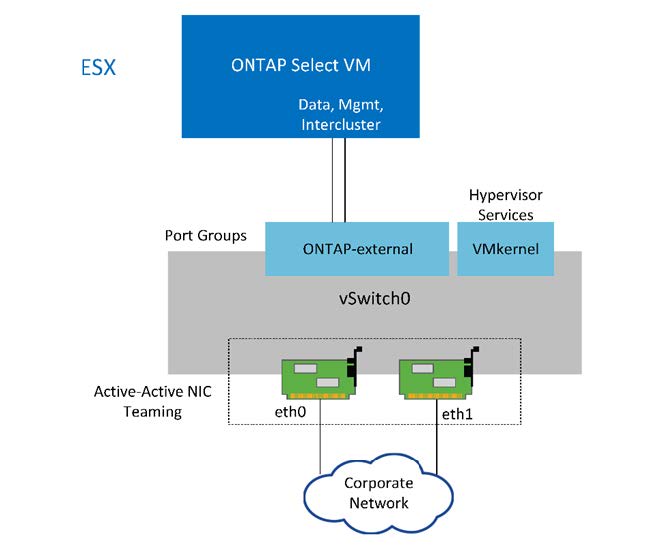 ESX
ONTAP Select VM
Data, Mgmt,
Intercluster
Hypervisor
Services
Port Groups
ONTAP-external
VMkernel
vSwitch0
Active-Active NIC
Teaming
eth0
eth1
Corporate
Network